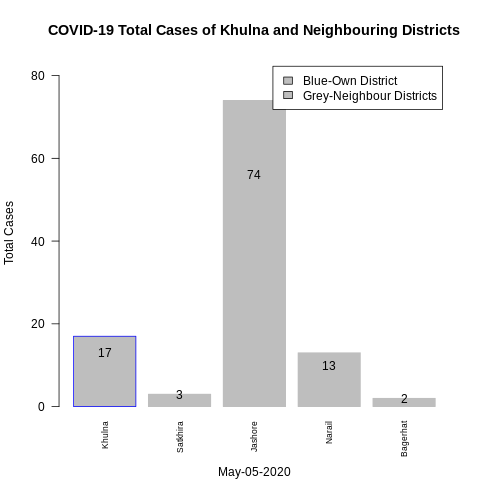 COVID-19 Total Cases of Khulna and Neighbouring Districts
Blue-Own District
Grey-Neighbour Districts
Total Cases
80
60
40
20
0
17
3
74
13
2
Khulna
Satkhira
Jashore
Narail
Bagerhat
May-05-2020